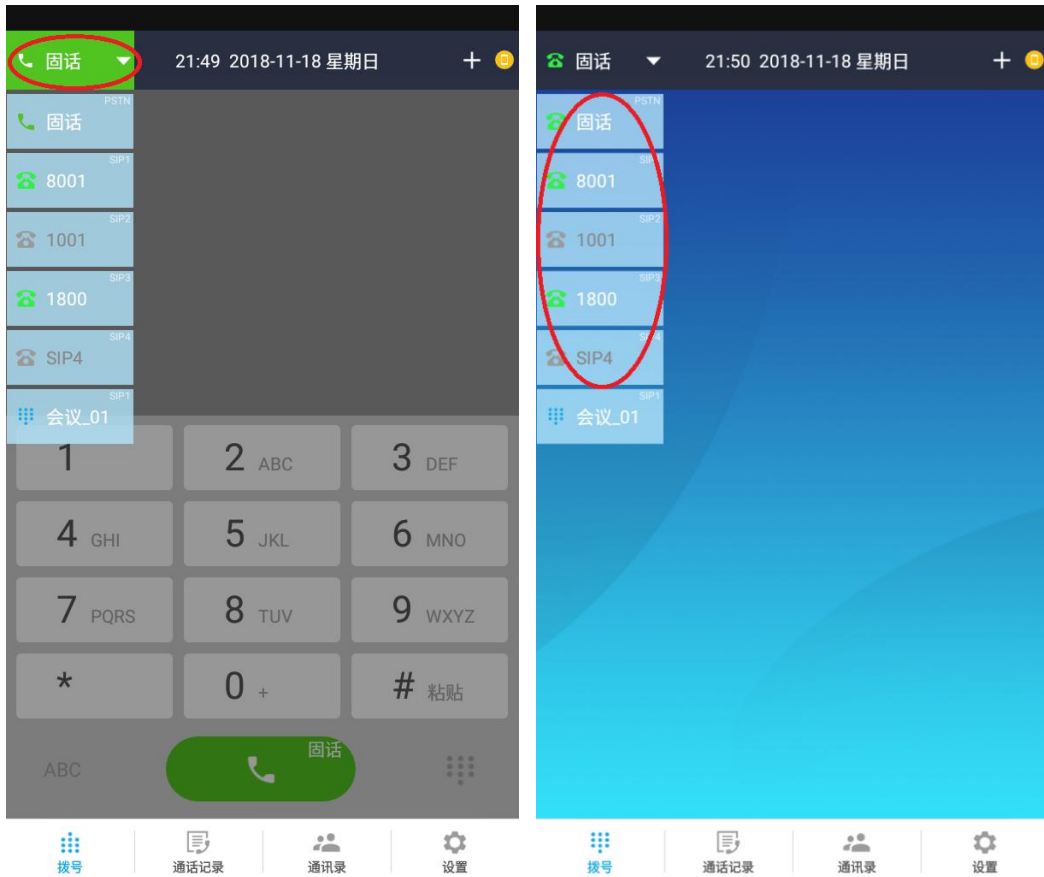 固话
21:49 2018-11-18 星期日
+
PSTN
固话
SIP1
8001
SIP2
1001
SIP3
1800
SIP4
SIP4
SIP1
会议_01
1
2 ABC
3 DEF
4 GHI
5 JKL
6 MNO
7 PQRS
8 TUV
9 WXYZ
*
0 +
# 粘贴
ABC
固话
拨号
通话记录
通讯录
设置
固话
21:50 2018-11-18 星期日
+
PSTN
固话
SIP1
8001
SIP2
1001
SIP3
1800
SIP4
SIP4
SIP1
会议_01
拨号
通话记录
通讯录
设置